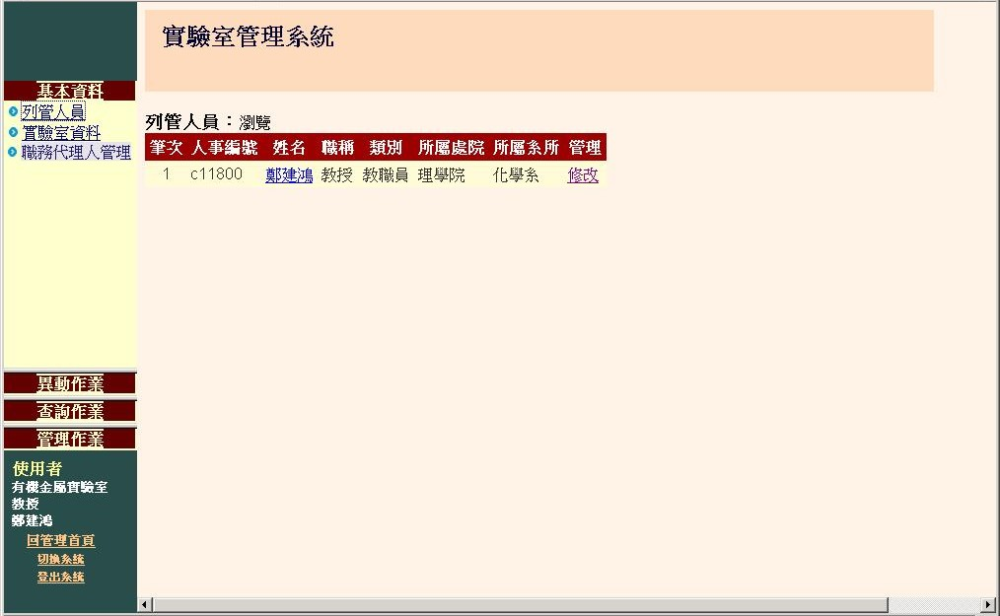 實驗室管理系統
基本資料
列管人員
實驗室資料
職務代理人管理
列管人員：瀏覽
筆次 人事編號 姓名 職稱 類別 所屬處院 所屬系所 管理
1 c11800 鄭建鴻 教授 教職員 理學院 化學系 修改
異動作業
查詢作業
管理作業
使用者
有機金屬實驗室
教授
鄭建鴻
回管理首頁
切換系統
登出系統